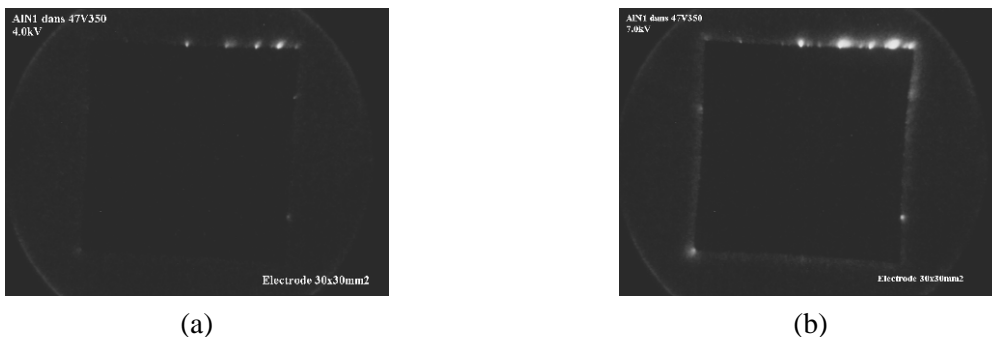 AlN1 dans 47V350
4.0kV
Electrode 30x30mm2
(a)
AlN1 dans 47V350
7.0kV
Electrode 30x30mm2
(b)